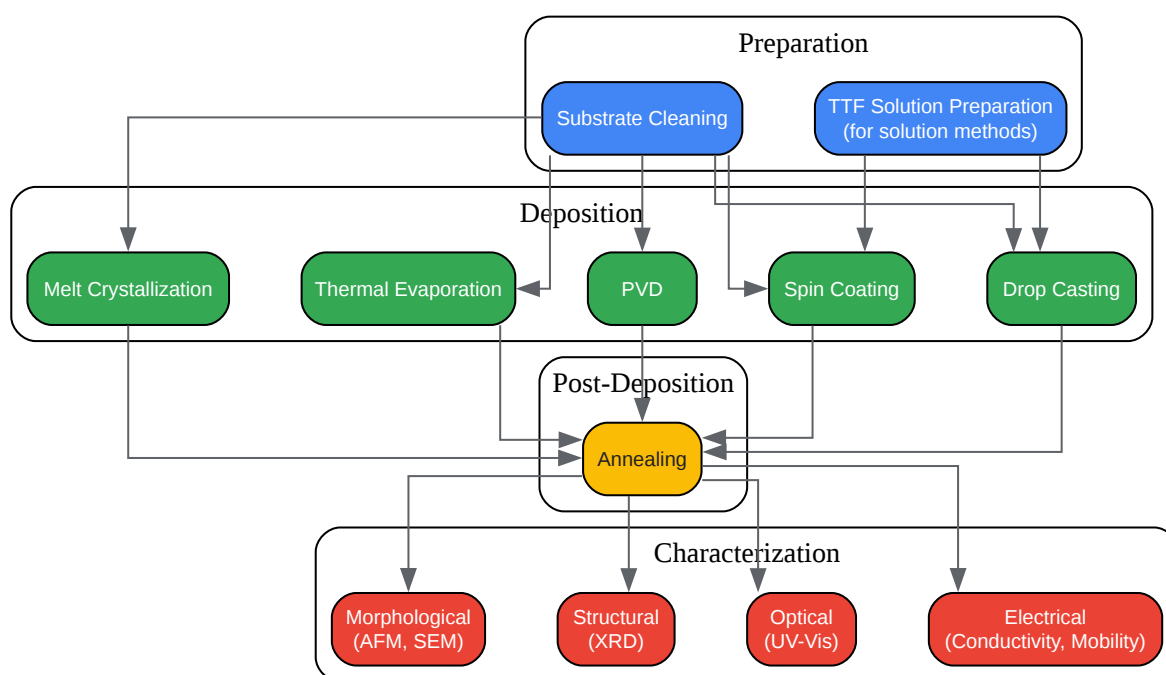 Preparation
Substrate Cleaning
TTF Solution Preparation
(for solution methods)
Deposition
Melt Crystallization
Thermal Evaporation
PVD
Spin Coating
Drop Casting
Post-Deposition
Annealing
Characterization
Morphological
(AFM, SEM)
Structural
(XRD)
Optical
(UV-Vis)
Electrical
(Conductivity, Mobility)